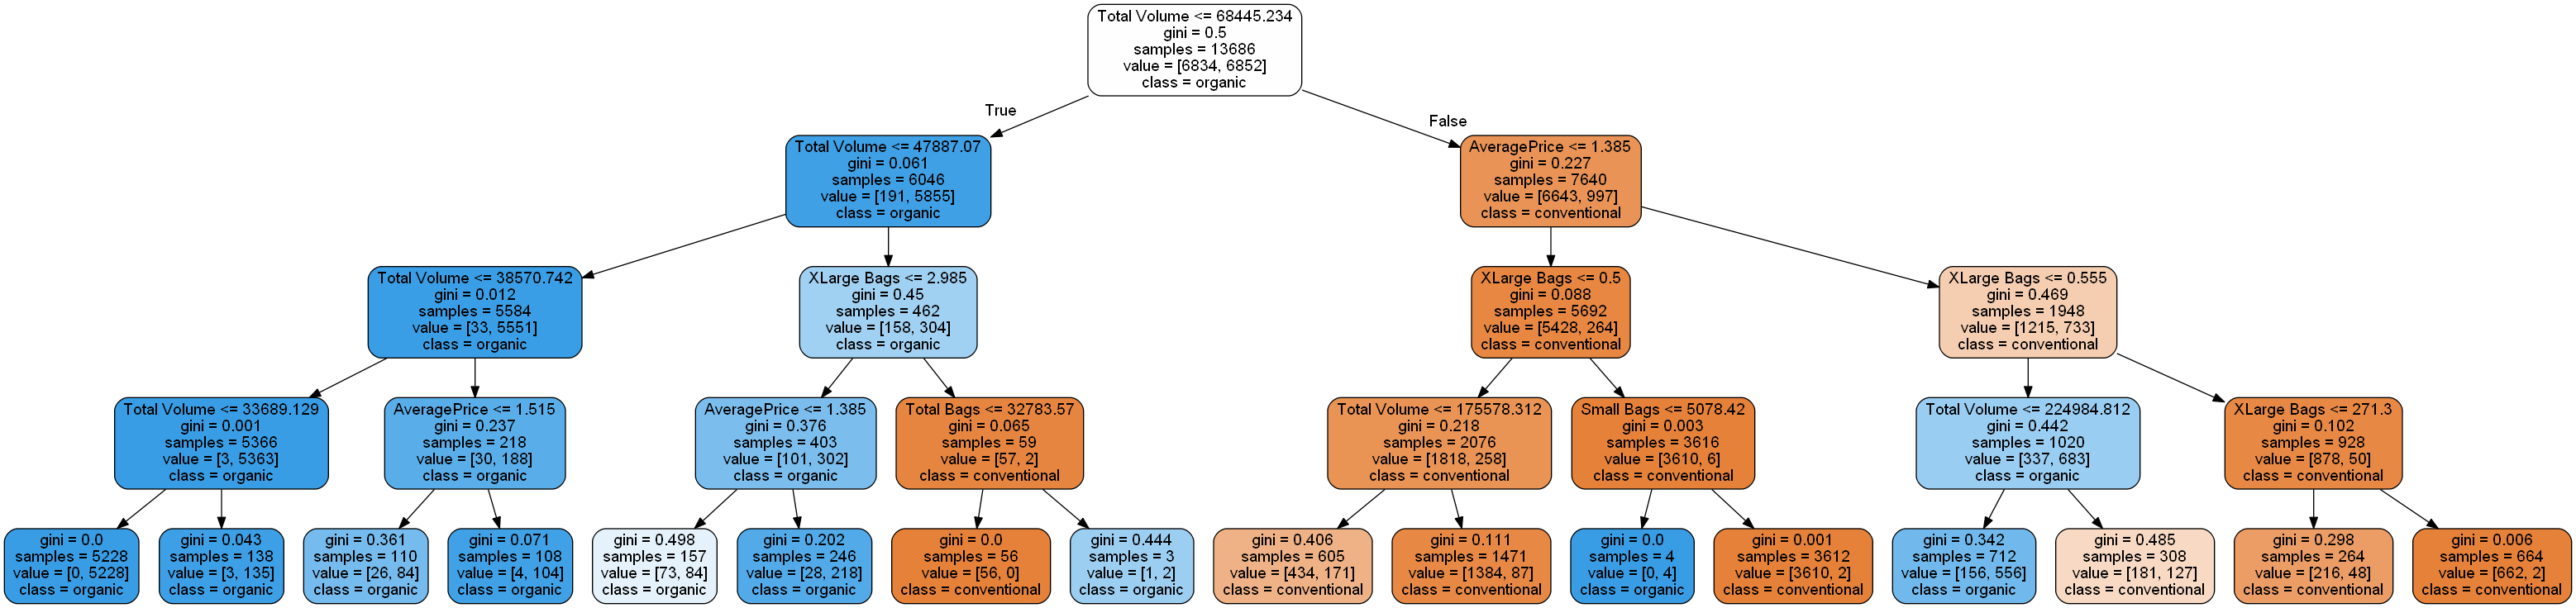 Total Volume <= 68445.234
gini = 0.5
samples = 13686
value = [6834, 6852]
class = organic
True
False
Total Volume <= 47887.07
gini = 0.061
samples = 6046
value = [191, 5855]
class = organic
AveragePrice <= 1.385
gini = 0.227
samples = 7640
value = [6643, 997]
class = conventional
Total Volume <= 38570.742
gini = 0.012
samples = 5584
value = [33, 5551]
class = organic
XLarge Bags <= 2.985
gini = 0.45
samples = 462
value = [158, 304]
class = organic
XLarge Bags <= 0.5
gini = 0.088
samples = 5692
value = [5428, 264]
class = conventional
XLarge Bags <= 0.555
gini = 0.469
samples = 1948
value = [1215, 733]
class = conventional
Total Volume <= 33689.129
gini = 0.001
samples = 5366
value = [3, 5363]
class = organic
AveragePrice <= 1.515
gini = 0.237
samples = 218
value = [30, 188]
class = organic
AveragePrice <= 1.385
gini = 0.376
samples = 403
value = [101, 302]
class = organic
Total Bags <= 32783.57
gini = 0.065
samples = 59
value = [57, 2]
class = conventional
Total Volume <= 175578.312
gini = 0.218
samples = 2076
value = [1818, 258]
class = conventional
Small Bags <= 5078.42
gini = 0.003
samples = 3616
value = [3610, 6]
class = conventional
Total Volume <= 224984.812
gini = 0.442
samples = 1020
value = [337, 683]
class = organic
XLarge Bags <= 271.3
gini = 0.102
samples = 928
value = [878, 50]
class = conventional
gini = 0.0
samples = 5228
value = [0, 5228]
class = organic
gini = 0.043
samples = 138
value = [3, 135]
class = organic
gini = 0.361
samples = 110
value = [26, 84]
class = organic
gini = 0.071
samples = 108
value = [4, 104]
class = organic
gini = 0.498
samples = 157
value = [73, 84]
class = organic
gini = 0.202
samples = 246
value = [28, 218]
class = organic
gini = 0.0
samples = 56
value = [56, 0]
class = conventional
gini = 0.444
samples = 3
value = [1, 2]
class = organic
gini = 0.406
samples = 605
value = [434, 171]
class = conventional
gini = 0.111
samples = 1471
value = [1384, 87]
class = conventional
gini = 0.0
samples = 4
value = [0, 4]
class = organic
gini = 0.001
samples = 3612
value = [3610, 2]
class = conventional
gini = 0.342
samples = 712
value = [156, 556]
class = organic
gini = 0.485
samples = 308
value = [181, 127]
class = conventional
gini = 0.298
samples = 264
value = [216, 48]
class = conventional
gini = 0.006
samples = 664
value = [662, 2]
class = conventional